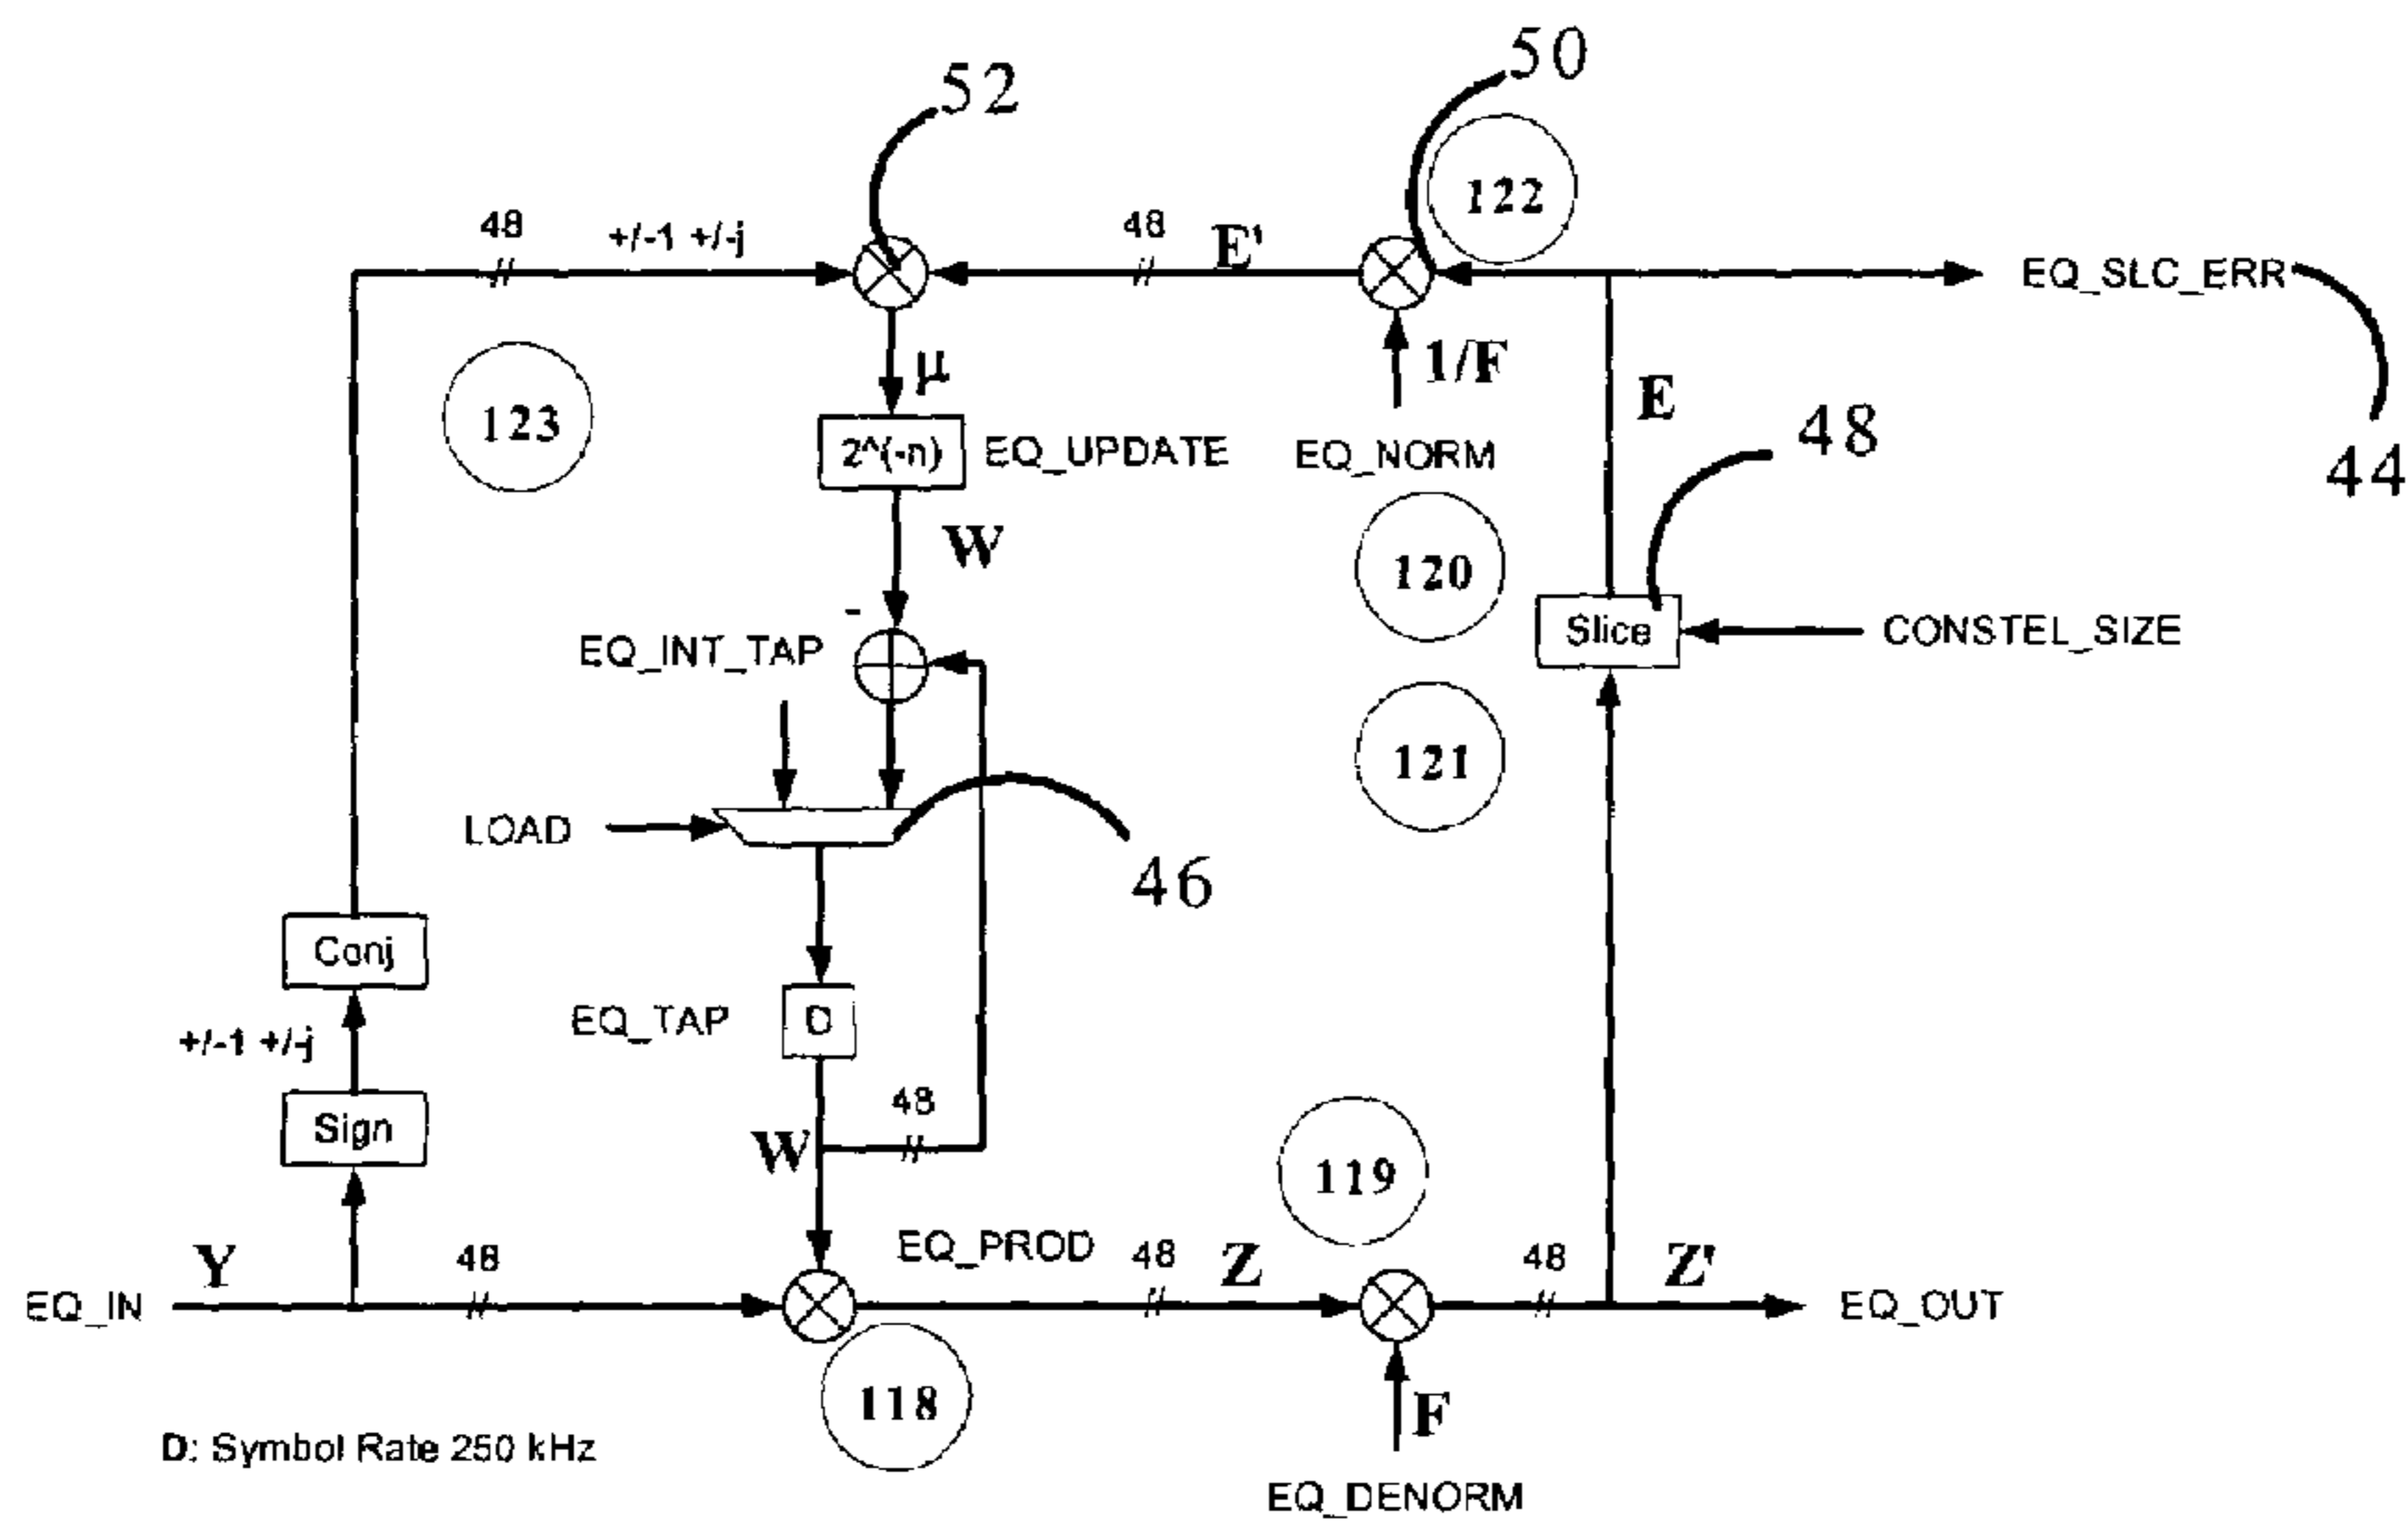 50
52
122
48
+/-1 +/-j
48
E'
EQ_SLC_ERR
μ
1/F
E
123
48
2^(-n)
EQ_UPDATE
EQ_NORM
44
W
120
-
Slice
CONSTEL_SIZE
EQ_INT_TAP
121
LOAD
46
Conj
EQ_TAP
D
+/-1 +/-j
48
Sign
W
119
Y
48
EQ_PROD
48
Z
48
Z'
EQ_IN
EQ_OUT
118
F
D: Symbol Rate 250 kHz
EQ_DENORM